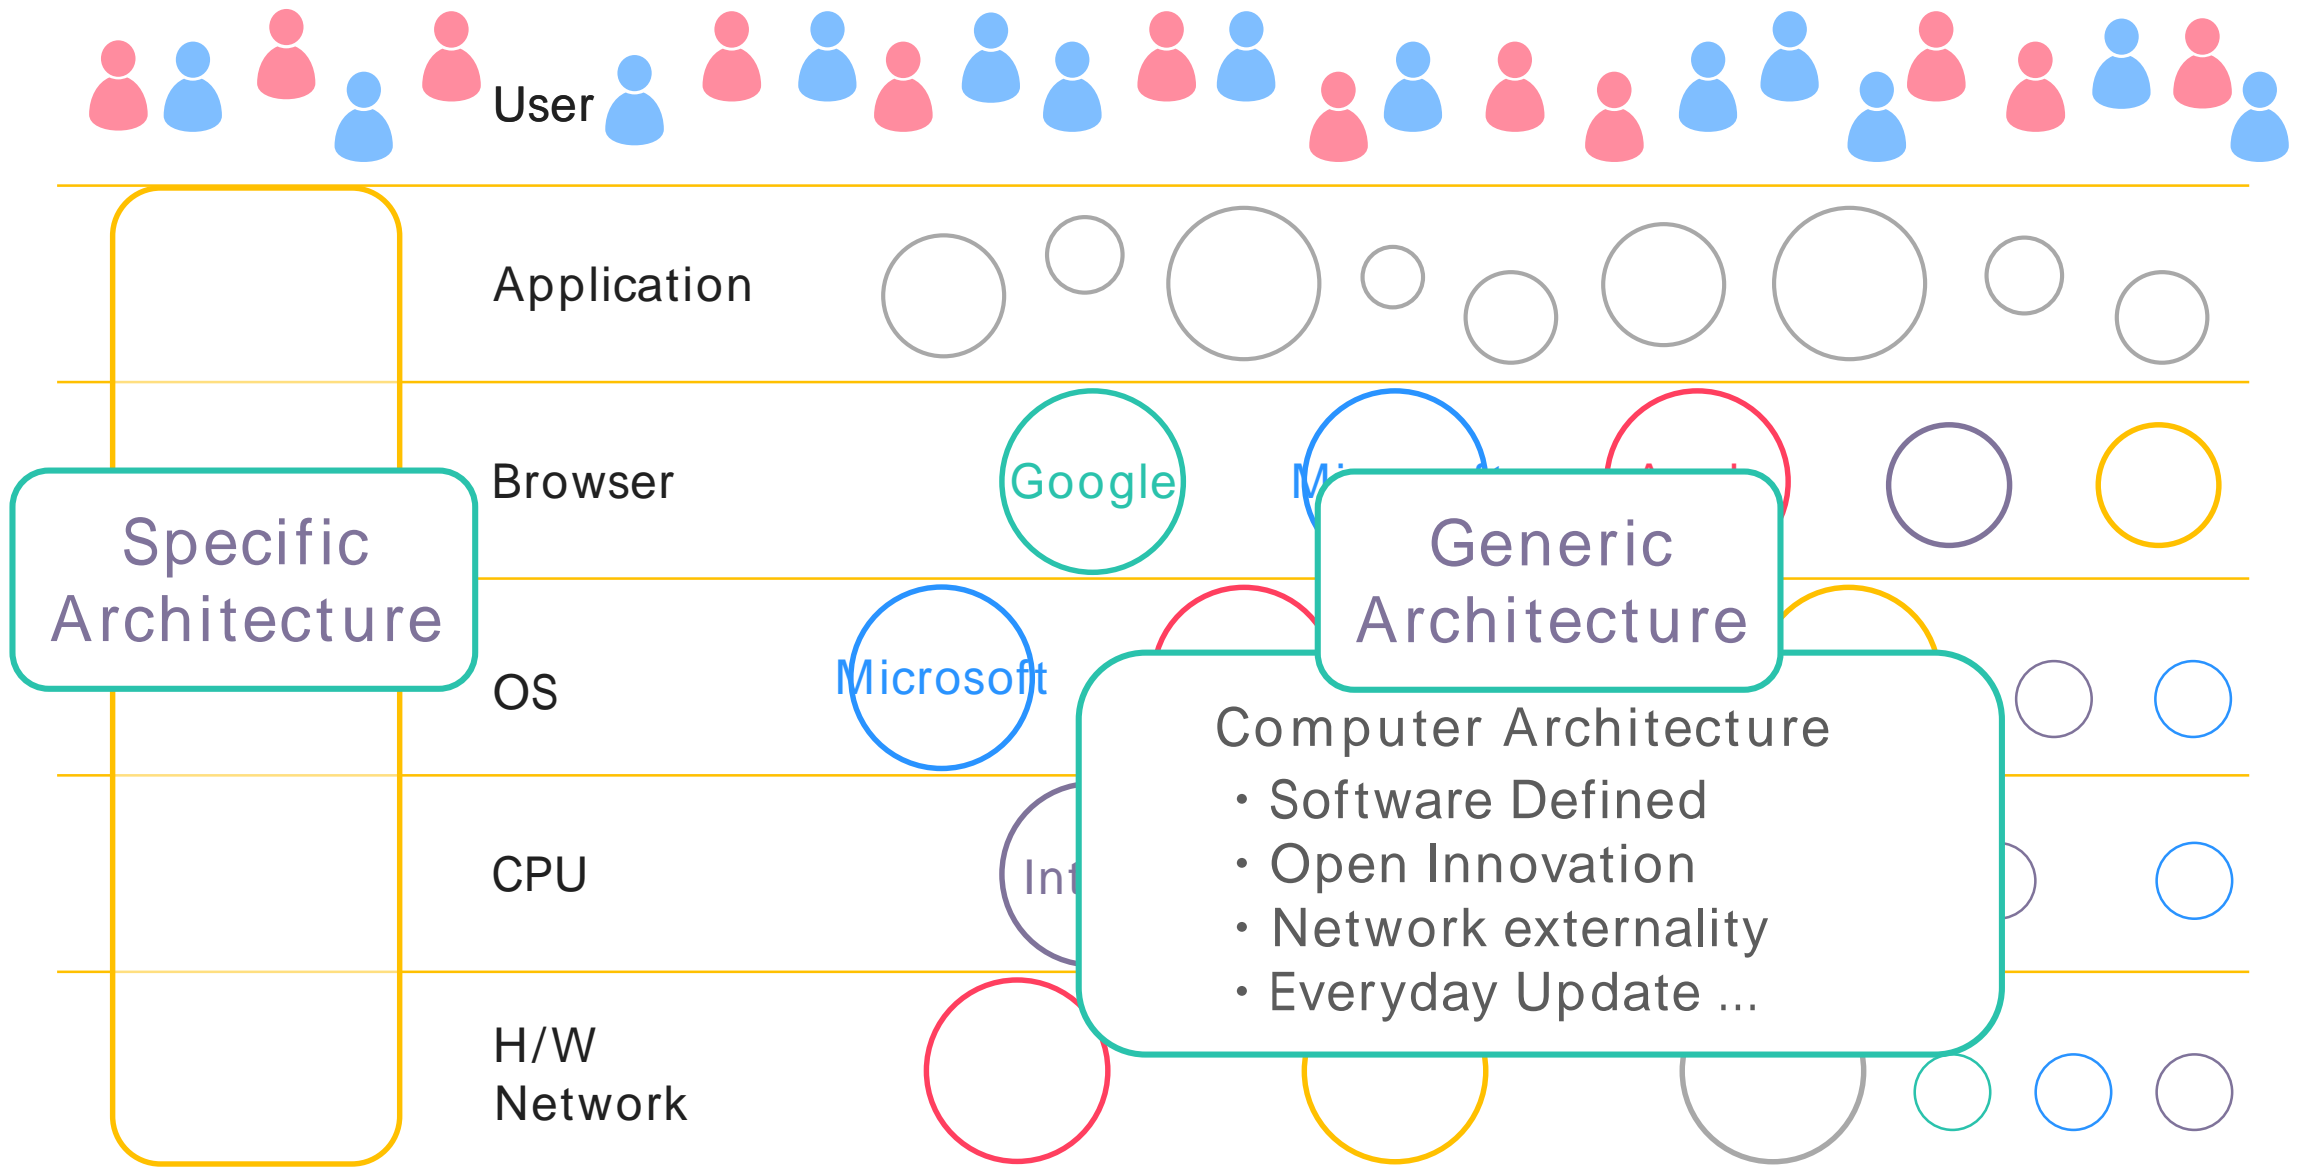 User
Application
Browser
Google
Specific
Architecture
Generic
Architecture
OS
Microsoft
Computer Architecture
・Software Defined
・Open Innovation
・Network externality
・Everyday Update ...
CPU
H/W
Network